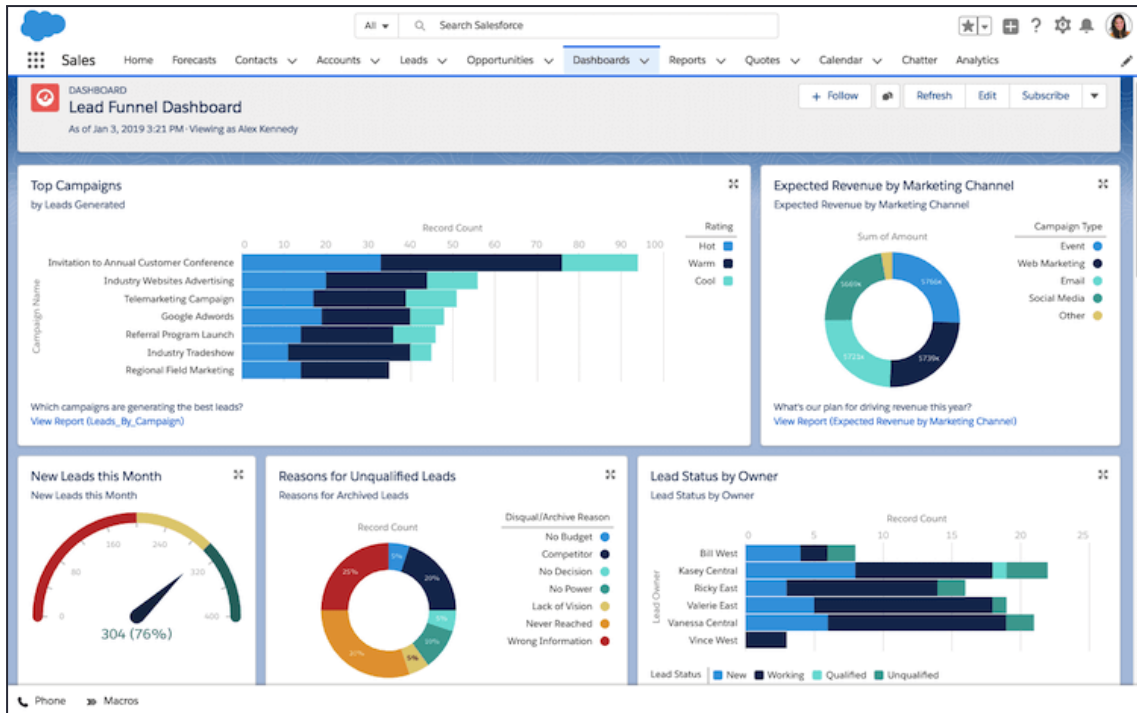 All
Search Salesforce
Sales
Home Forecasts Contacts Accounts Leads Opportunities Dashboards Reports Quotes Calendar Chatter Analytics
DASHBOARD
Lead Funnel Dashboard
As of Jan 3, 2019 3:21 PM·Viewing as Alex Kennedy
+ Follow Refresh Edit Subscribe
Top Campaigns
by Leads Generated
Record Count
0 10 20 30 40 50 60 70 80 90 100
Campaign Name
Invitation to Annual Customer Conference
Industry Websites Advertising
Telemarketing Campaign
Google Adwords
Referral Program Launch
Industry Tradeshow
Regional Field Marketing
Rating
Hot
Warm
Cool
Which campaigns are generating the best leads?
View Report (Leads_By_Campaign)
Expected Revenue by Marketing Channel
Expected Revenue by Marketing Channel
Sum of Amount
Campaign Type
Event
Web Marketing
Email
Social Media
Other
What's our plan for driving revenue this year?
View Report (Expected Revenue by Marketing Channel)
New Leads this Month
New Leads this Month
0
80
160
240
320
400
304 (76%)
Reasons for Unqualified Leads
Reasons for Archived Leads
Record Count
5%
20%
5%
10%
5%
25%
Disqual/Archive Reason
No Budget
Competitor
No Decision
No Power
Lack of Vision
Never Reached
Wrong Information
Lead Status by Owner
Lead Status by Owner
Record Count
0 5 10 15 20 25
Lead Owner
Bill West
Kasey Central
Ricky East
Valerie East
Vanessa Central
Vince West
Lead Status New Working Qualified Unqualified
Phone Macros